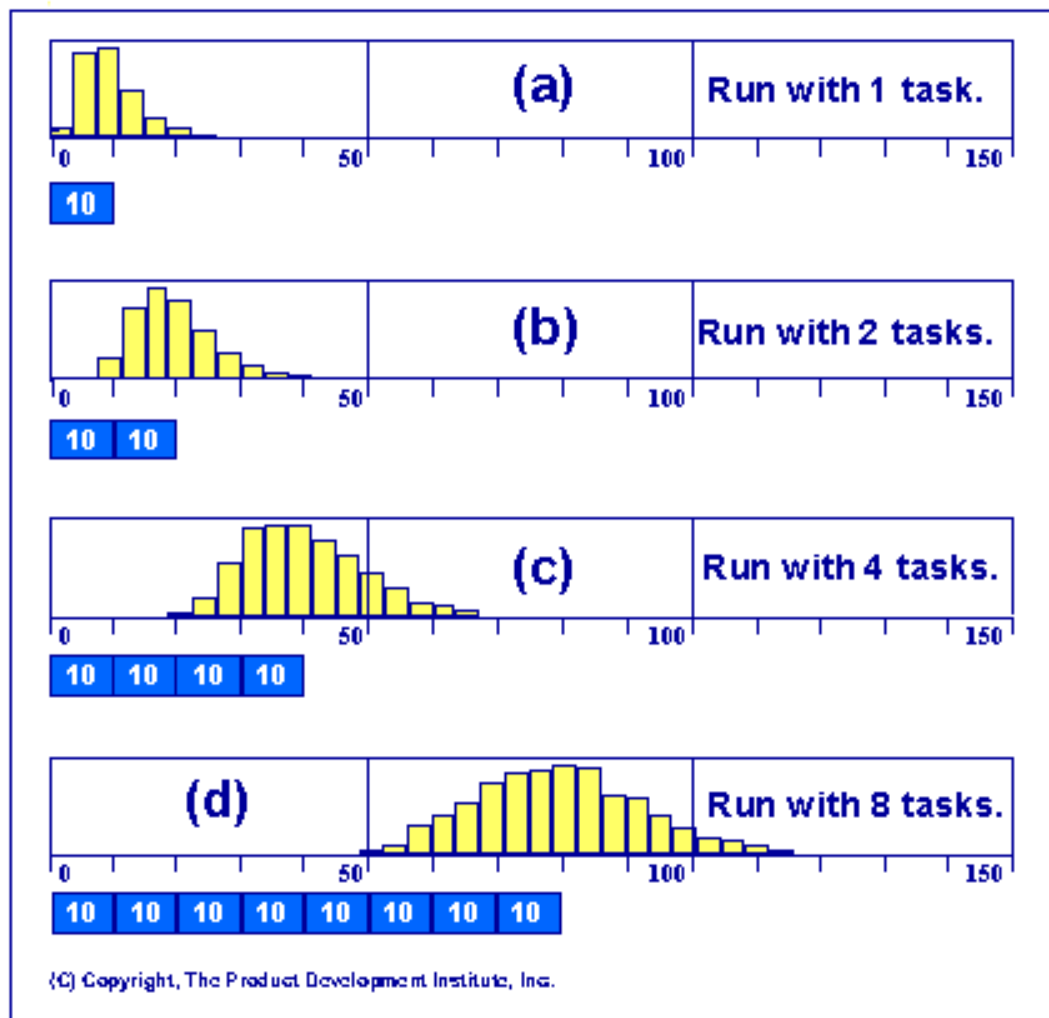 (a) Run with 1 task.
0 50 100 150
10
(b) Run with 2 tasks.
0 50 100 150
10 10
(c) Run with 4 tasks.
0 50 100 150
10 10 10 10
(d) Run with 8 tasks.
0 50 100 150
10 10 10 10 10 10 10 10
(C) Copyright, The Product Development Institute, Inc.